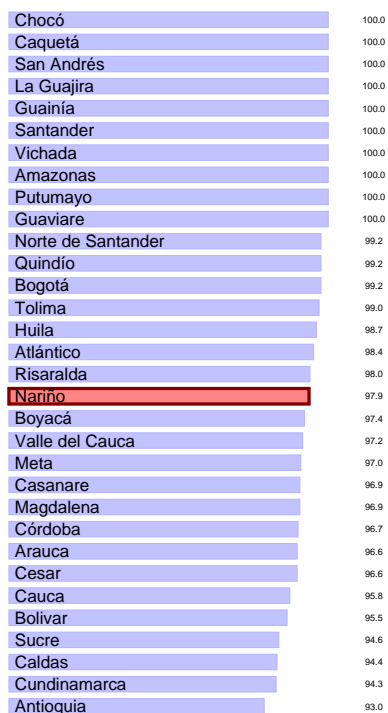 Chocó 100.0
Caquetá 100.0
San Andrés 100.0
La Guajira 100.0
Guainía 100.0
Santander 100.0
Vichada 100.0
Amazonas 100.0
Putumayo 100.0
Guaviare 100.0
Norte de Santander 99.2
Quindío 99.2
Bogotá 99.2
Tolima 99.0
Huila 98.7
Atlántico 98.4
Risaralda 98.0
Nariño 97.9
Boyacá 97.4
Valle del Cauca 97.2
Meta 97.0
Casanare 96.9
Magdalena 96.9
Córdoba 96.7
Arauca 96.6
Cesar 96.6
Cauca 95.8
Bolivar 95.5
Sucre 94.6
Caldas 94.4
Cundinamarca 94.3
Antioquia 93.0